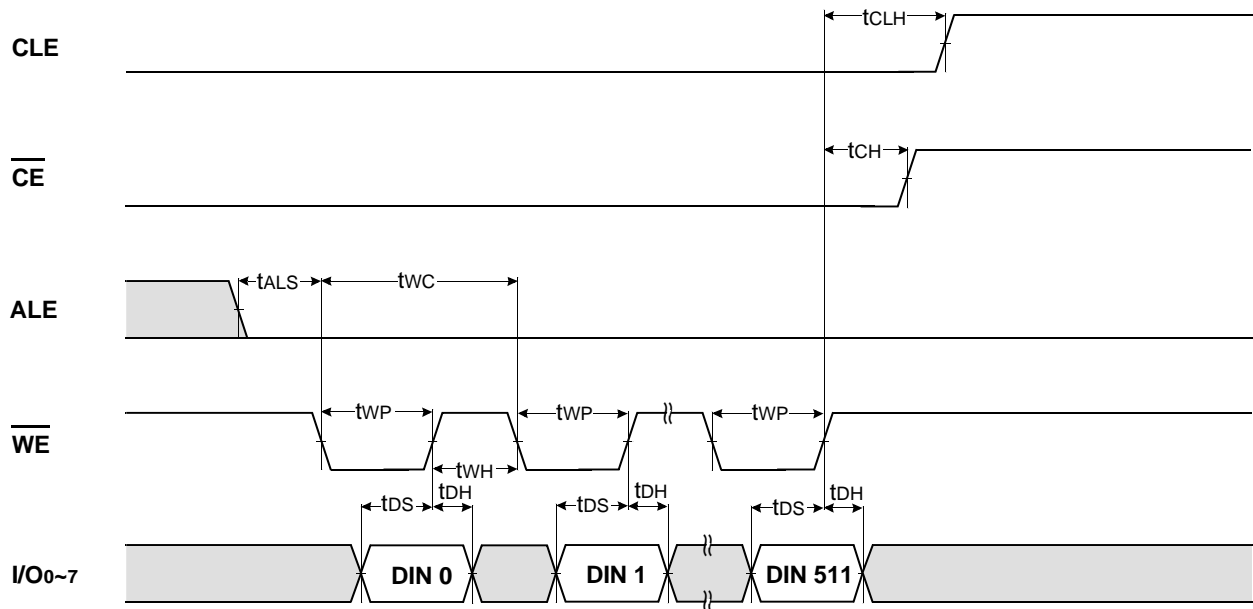 CLE
tCLH
CE
tCH
ALE
tALS
tWC
WE
tWP
tWP
tWP
tWH
tDS
tDH
tDS
tDH
tDS
tDH
I/O0~7
DIN 0
DIN 1
DIN 511